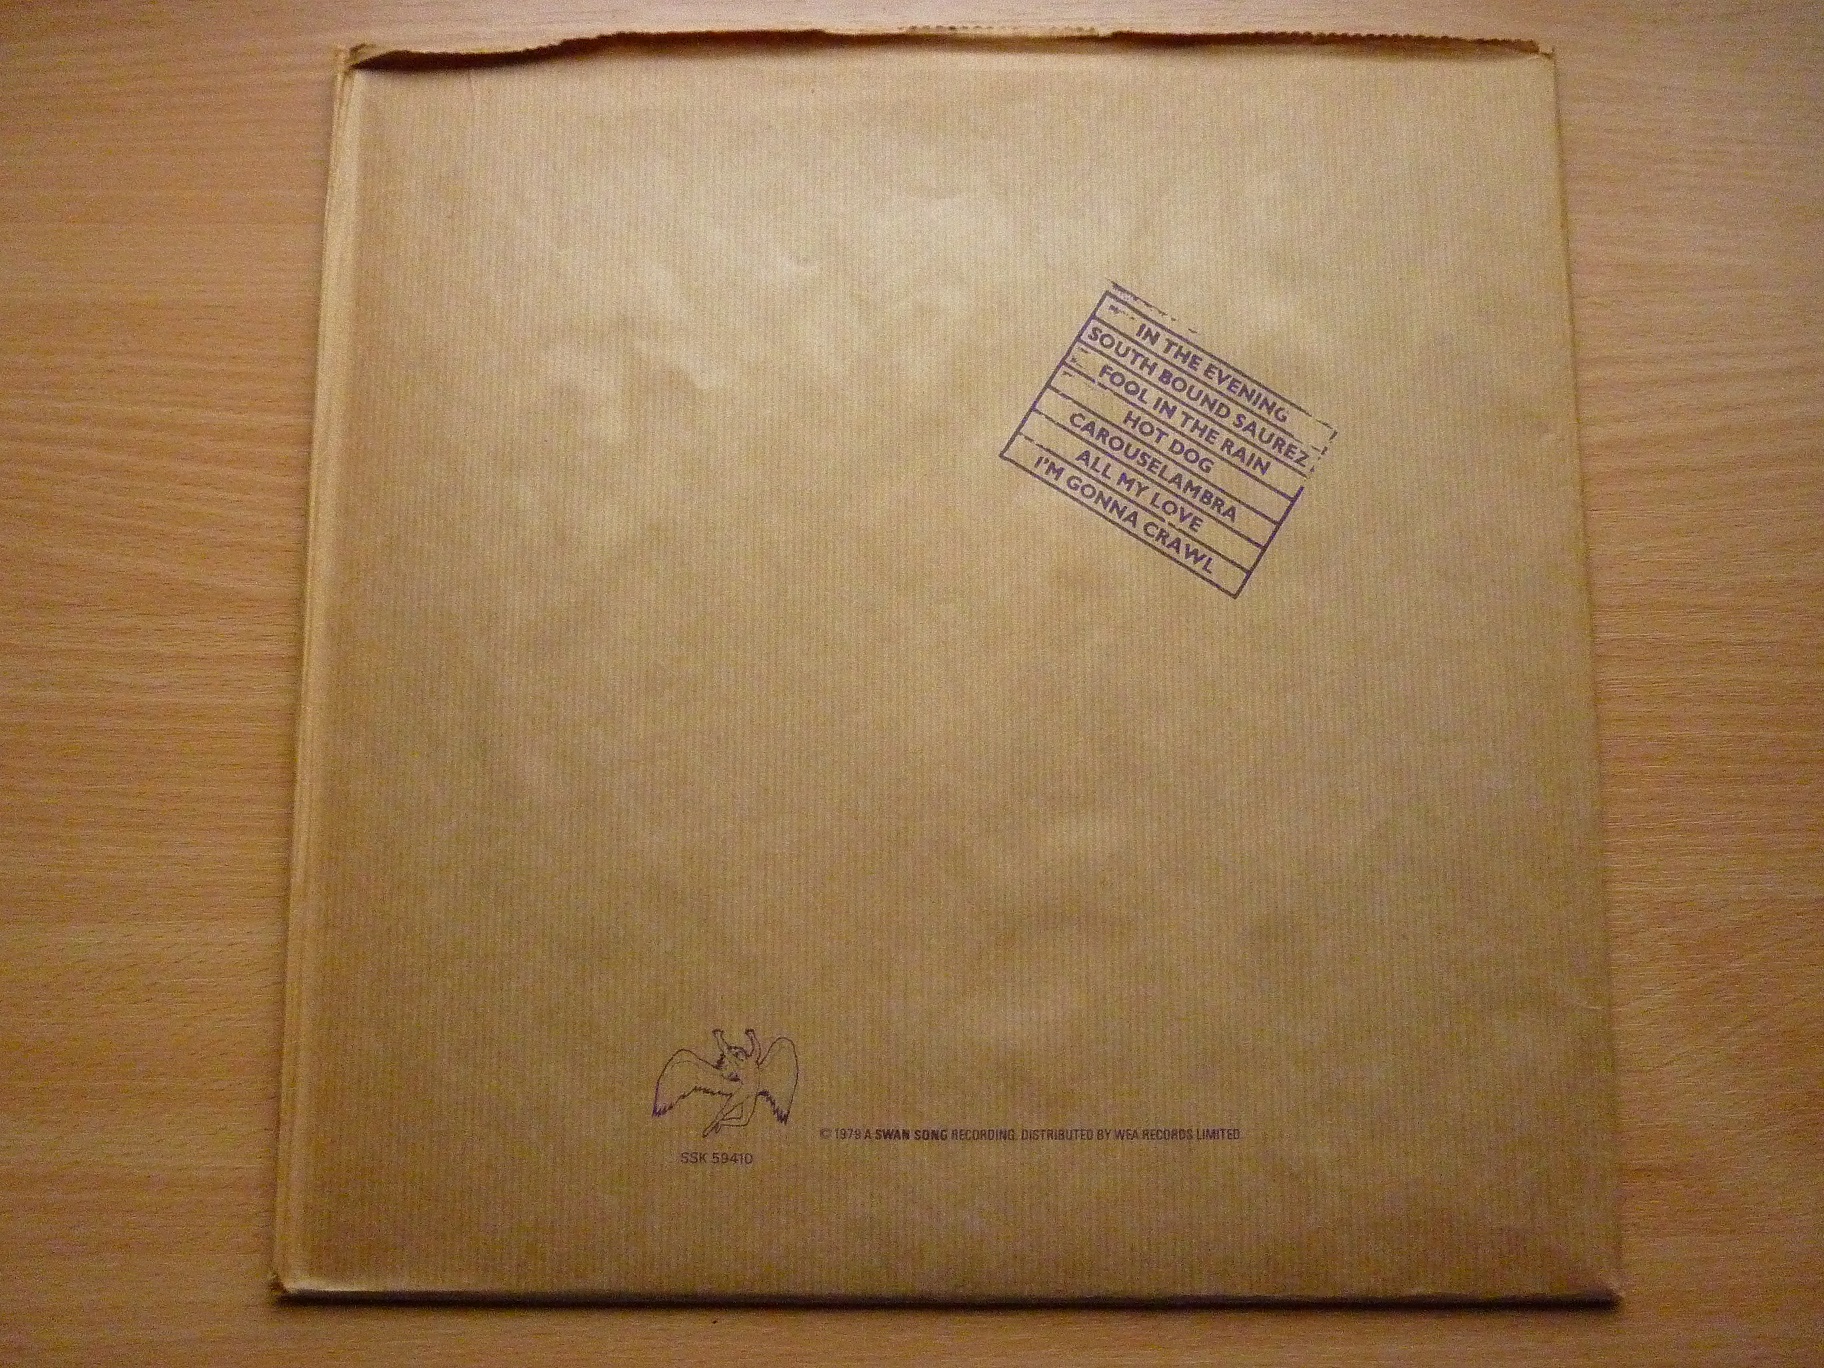 IN THE EVENING
SOUTH BOUND SAUREZ
FOOL IN THE RAIN
HOT DOG
CAROUSELAMBRA
ALL MY LOVE
I'M GONNA CRAWL
© 1979 A SWAN SONG RECORDING. DISTRIBUTED BY WEA RECORDS LIMITED.
SSK 59410